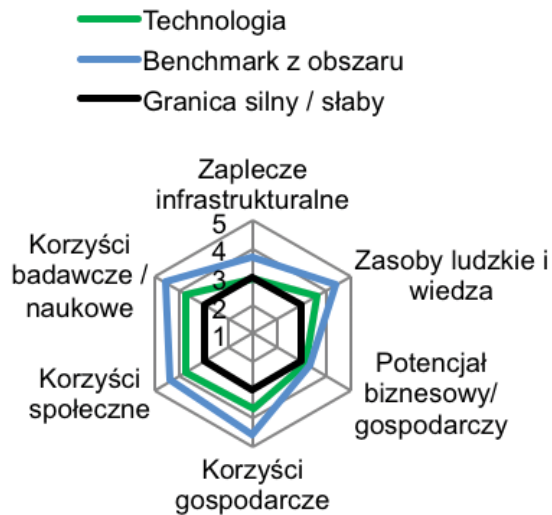 Technologia
Benchmark z obszaru
Granica silny / słaby
Zaplecze
infrastrukturalne
5
4
3
2
1
Zasoby ludzkie i
wiedza
Potencjał
biznesowy/
gospodarczy
Korzyści
gospodarcze
Korzyści
społeczne
Korzyści
badawcze /
naukowe